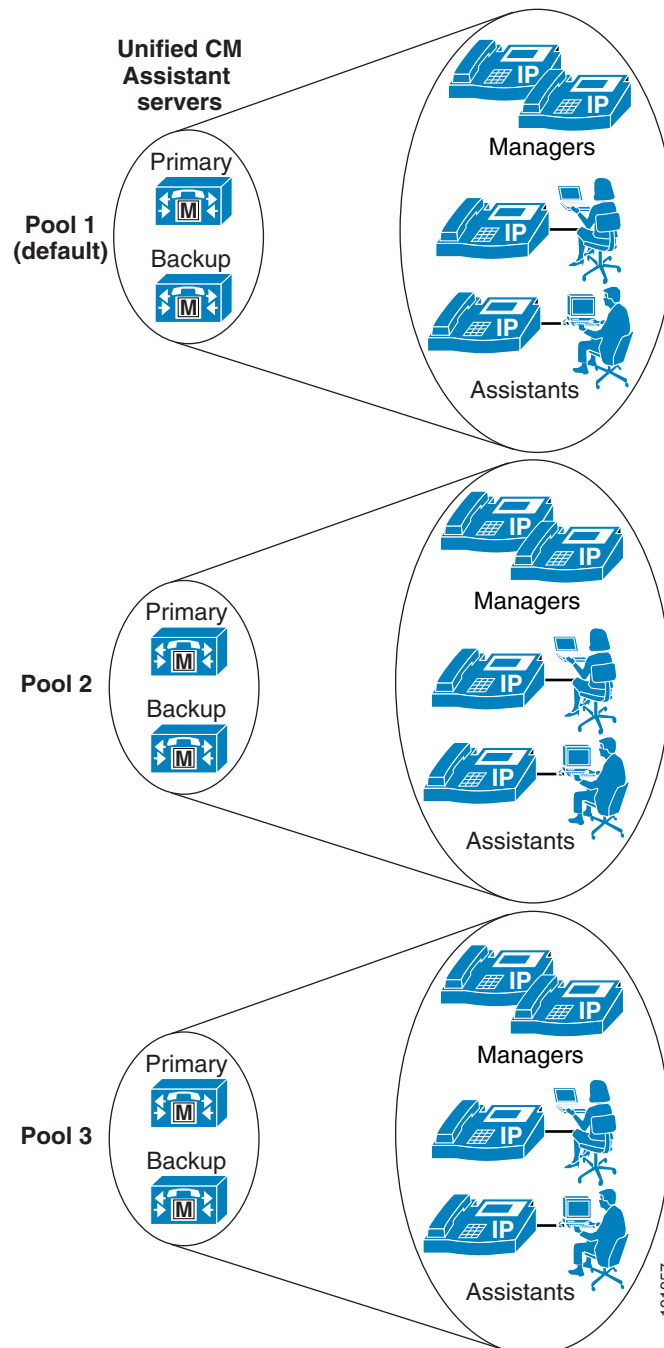 Unified CM
Assistant
servers
IP
IP
Managers
Primary
M
IP
Pool 1
(default)
Backup
M
IP
Assistants
IP
IP
Managers
Primary
M
IP
Pool 2
Backup
M
IP
Assistants
IP
IP
Managers
Primary
M
IP
Pool 3
Backup
M
IP
Assistants